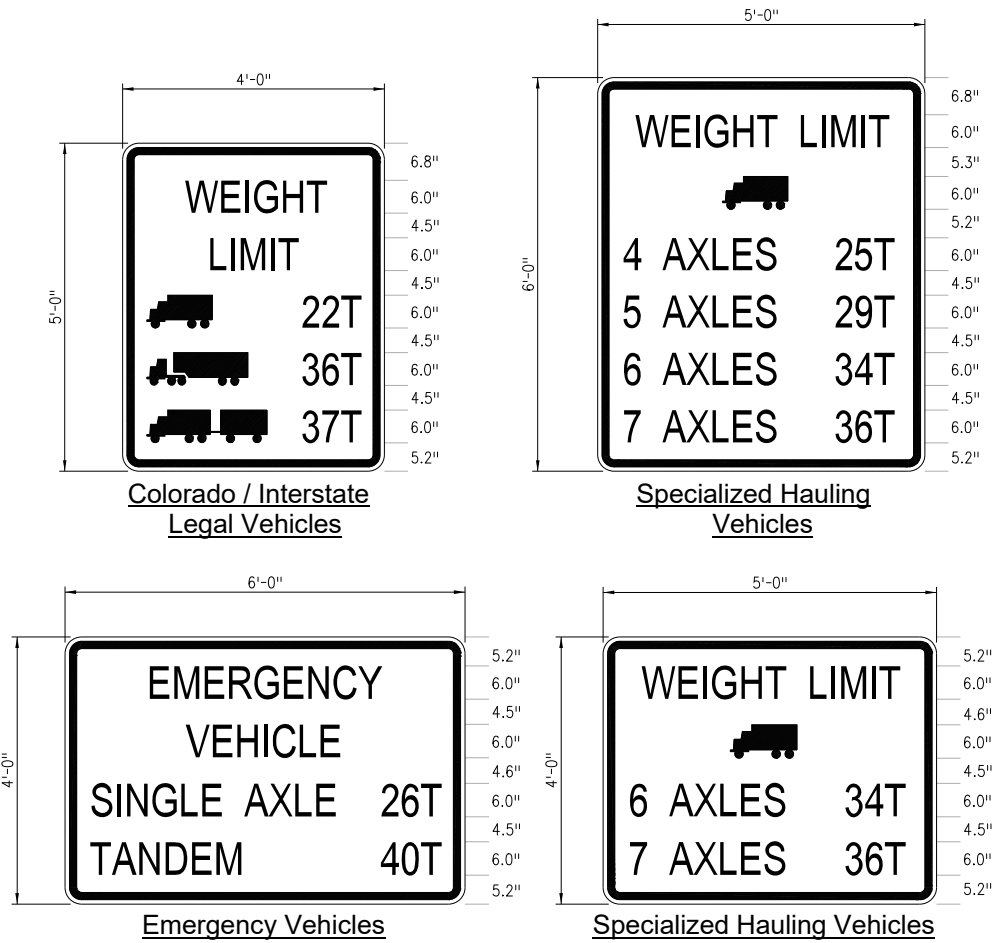 4'-0"
5'-0"
WEIGHT
LIMIT
22T
36T
37T
6.8"
6.0"
4.5"
6.0"
4.5"
6.0"
4.5"
6.0"
4.5"
6.0"
5.2"
Colorado / Interstate
Legal Vehicles
5'-0"
6'-0"
WEIGHT LIMIT
4 AXLES 25T
5 AXLES 29T
6 AXLES 34T
7 AXLES 36T
6.8"
6.0"
5.3"
6.0"
5.2"
6.0"
4.5"
6.0"
4.5"
6.0"
4.5"
6.0"
5.2"
Specialized Hauling
Vehicles
6'-0"
4'-0"
EMERGENCY
VEHICLE
SINGLE AXLE 26T
TANDEM 40T
5.2"
6.0"
4.5"
6.0"
4.6"
6.0"
4.5"
6.0"
5.2"
Emergency Vehicles
5'-0"
4'-0"
WEIGHT LIMIT
6 AXLES 34T
7 AXLES 36T
5.2"
6.0"
4.6"
6.0"
4.5"
6.0"
4.5"
6.0"
5.2"
Specialized Hauling Vehicles